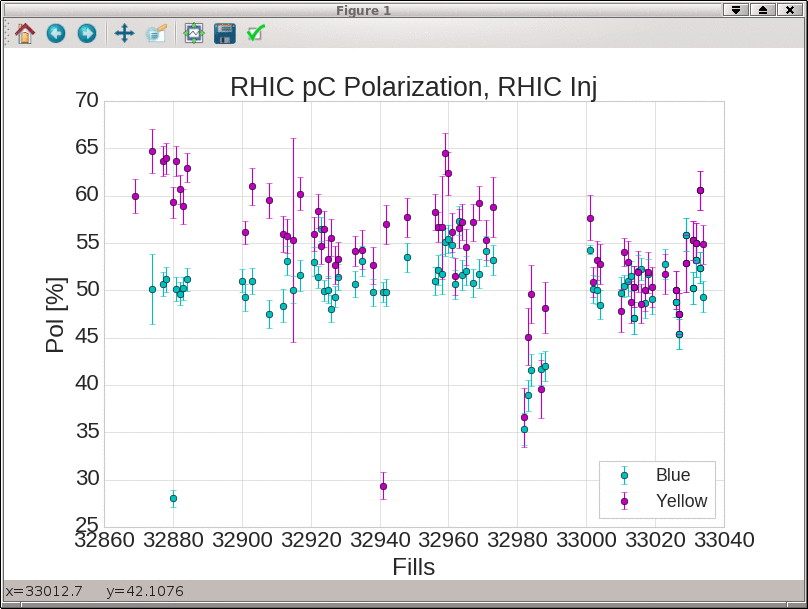 Figure 1
RHIC pC Polarization, RHIC Inj
70
65
60
55
50
45
40
35
30
25
Pol [%]
Blue
Yellow
32860 32880 32900 32920 32940 32960 32980 33000 33020 33040
Fills
x=33012.7 y=42.1076